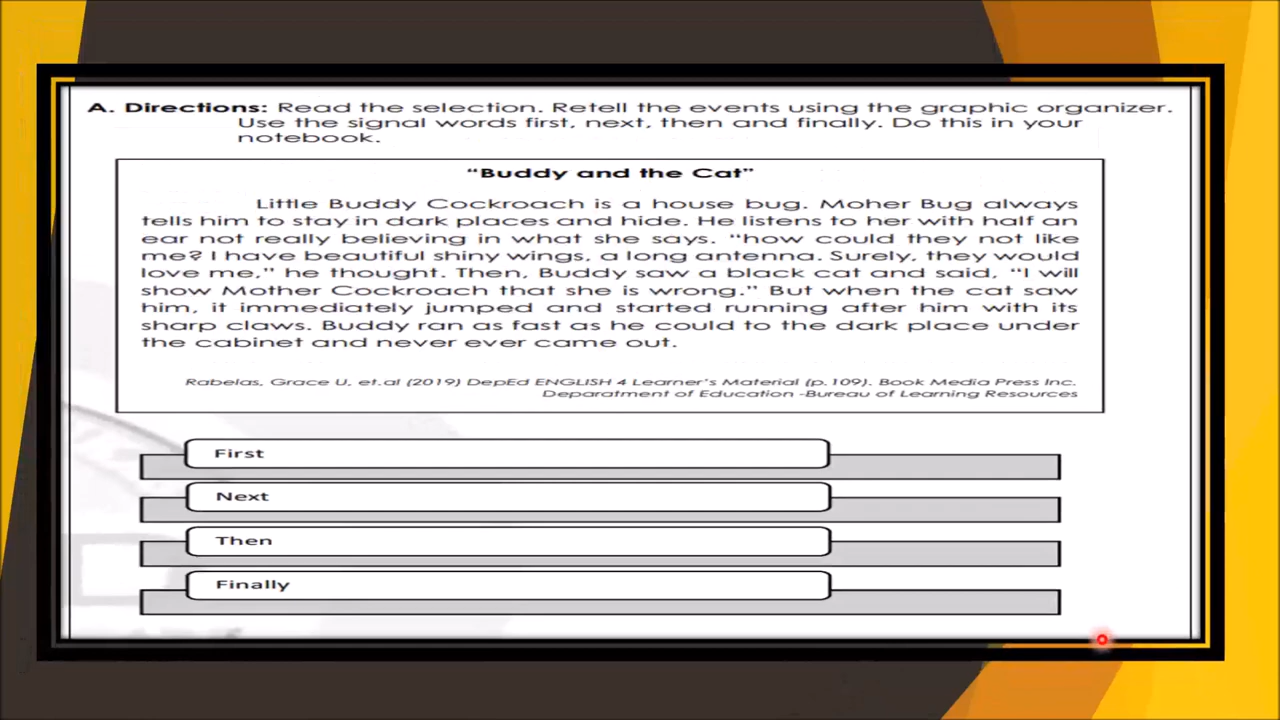 A. Directions: Read the selection. Retell the events using the graphic organizer.
Use the signal words first, next, then and finally. Do this in your
notebook.
“Buddy and the Cat”
Little Buddy Cockroach is a house bug. Moher Bug always
tells him to stay in dark places and hide. He listens to her with half an
ear not really believing in what she says. “how could they not like
me? I have beautiful shiny wings, a long antenna. Surely, they would
love me,” he thought. Then, Buddy saw a black cat and said, “I will
show Mother Cockroach that she is wrong.” But when the cat saw
him, it immediately jumped and started running after him with its
sharp claws. Buddy ran as fast as he could to the dark place under
the cabinet and never ever came out.
Rabelas, Grace U, et.al (2019) DepEd ENGLISH 4 Learner’s Material (p.109). Book Media Press Inc.
Deparatment of Education -Bureau of Learning Resources
First
Next
Then
Finally